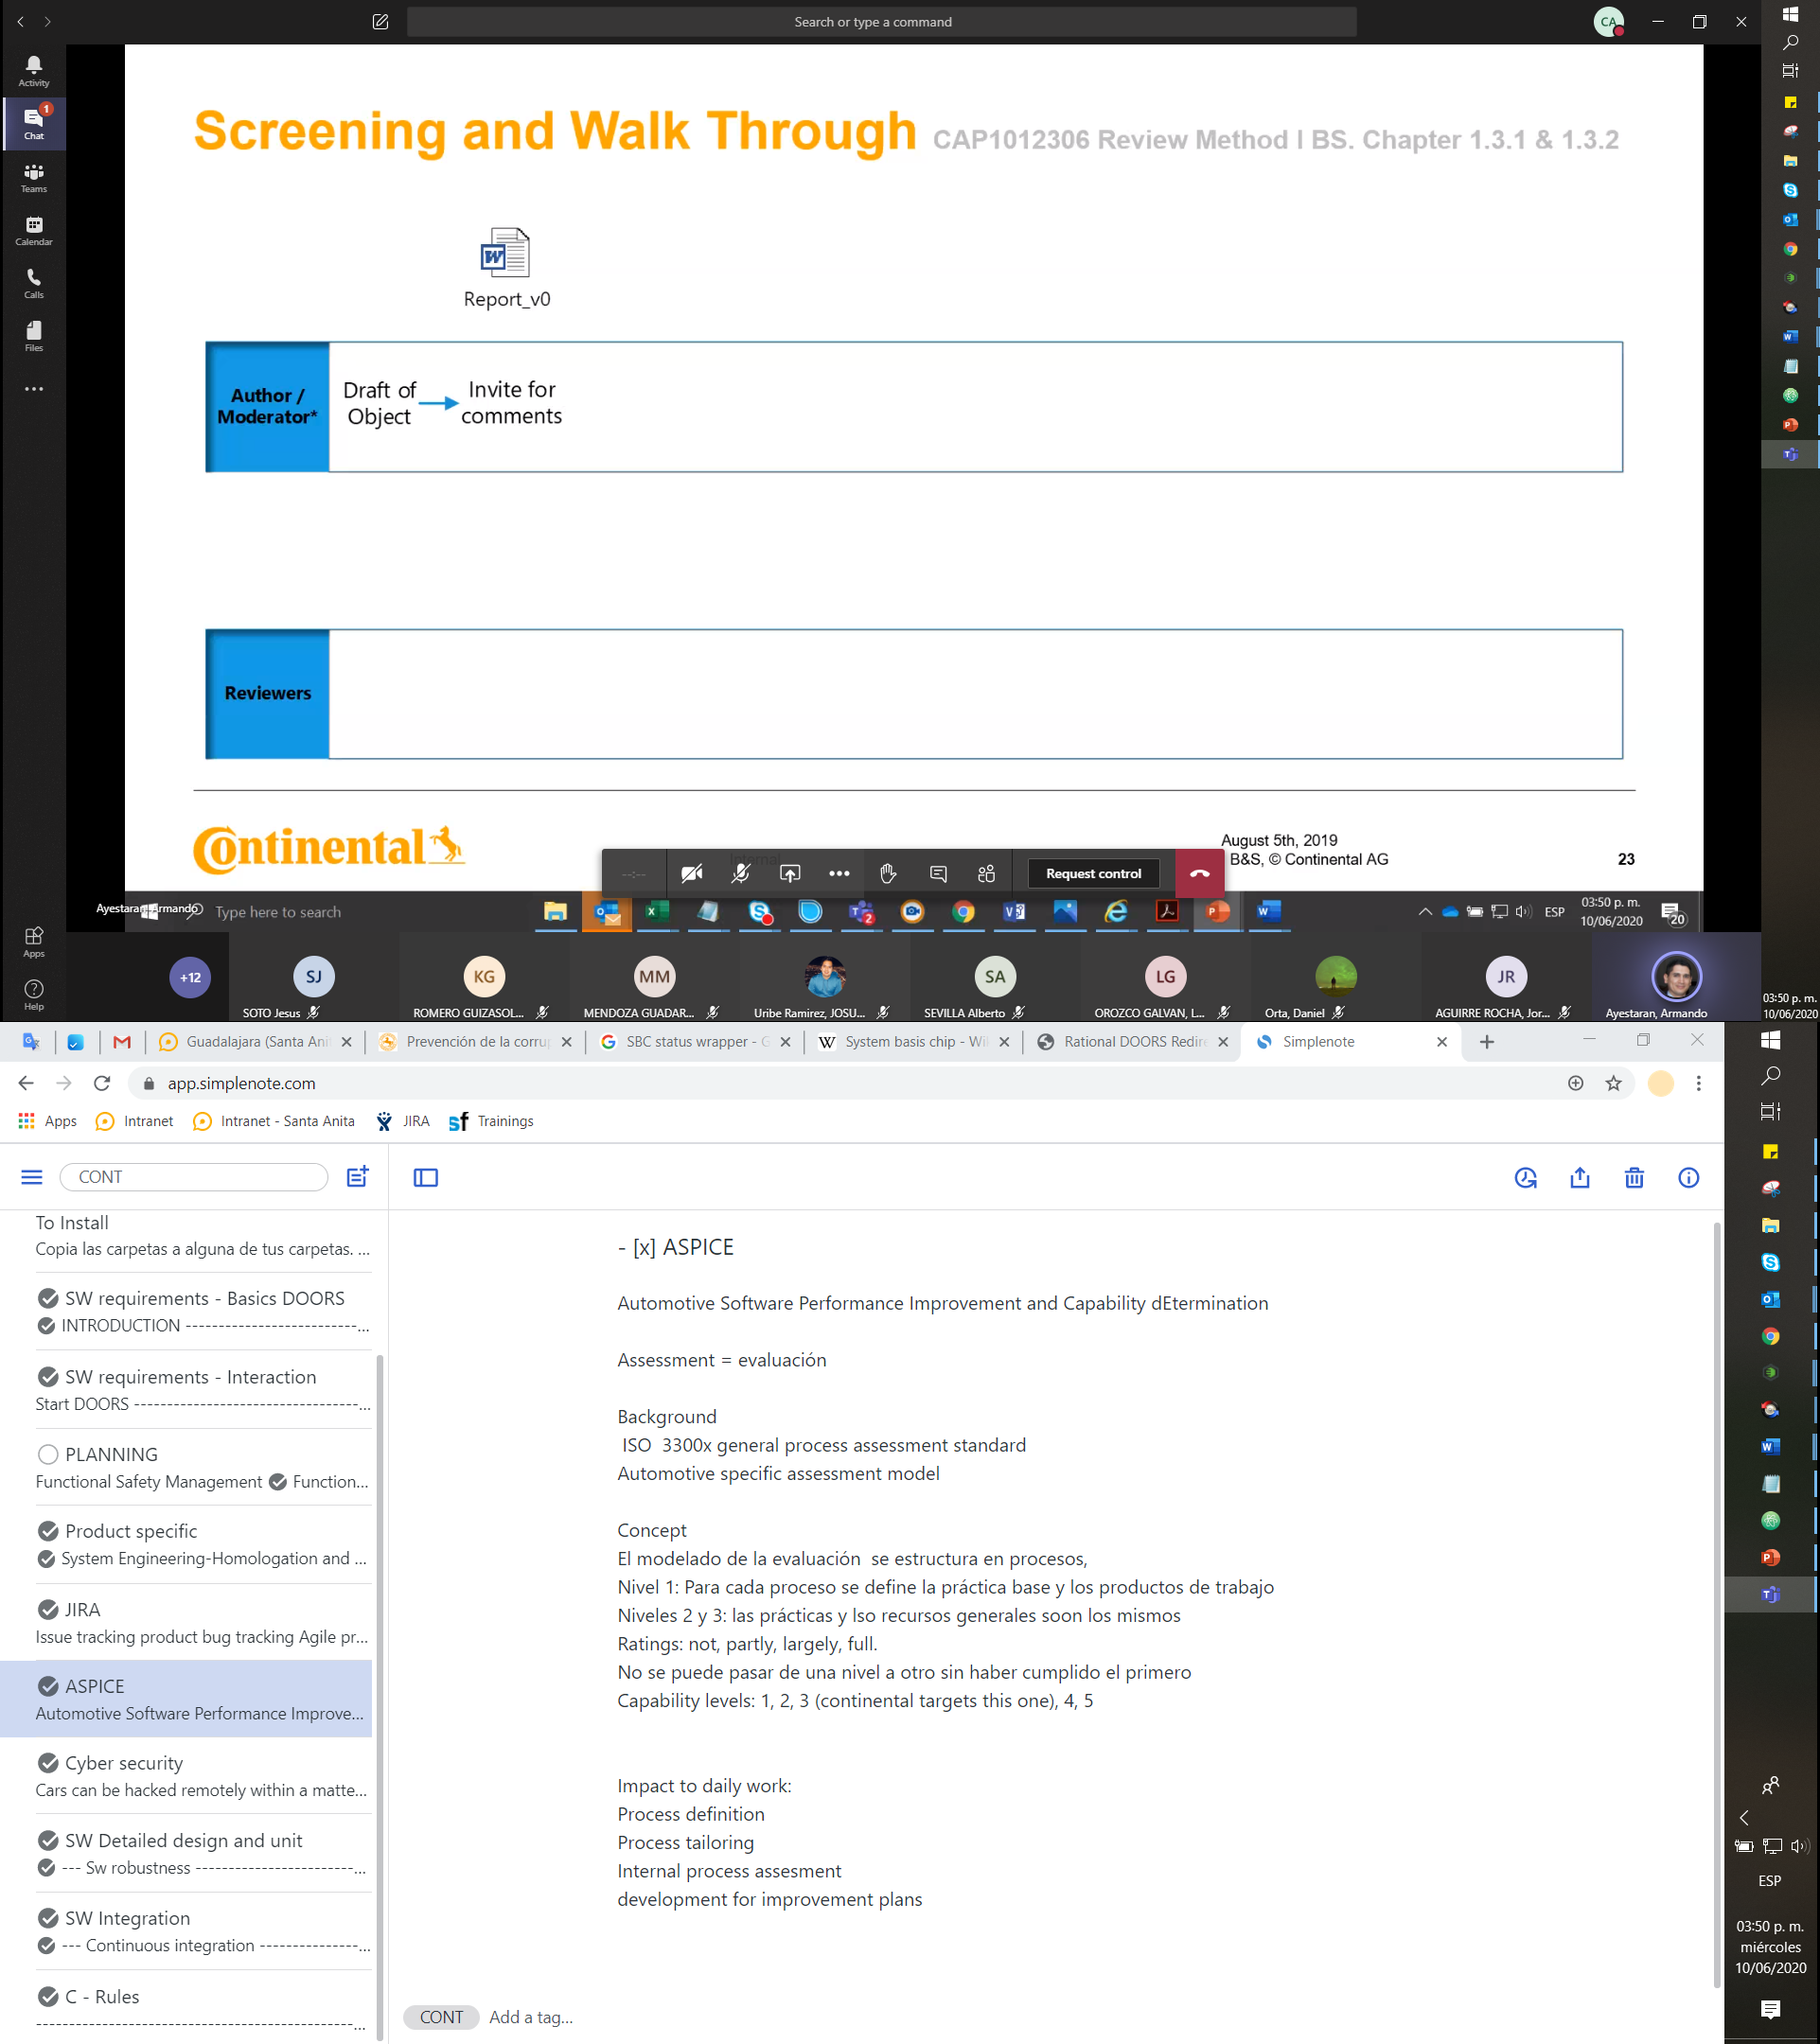 Search or type a command
CA
Activity
1
Chat
Teams
Calendar
Calls
Files
Apps
Help
Screening and Walk Through CAP1012306 Review Method I BS. Chapter 1.3.1 & 1.3.2
Report_v0
Author /
Moderator*
Draft of
Object
Invite for
comments
Reviewers
Continental
August 5th, 2019
B&S, © Continental AG
23
--:--
Request control
Type here to search
2
ESP
03:50 p. m.
10/06/2020
20
+12
SJ
SOTO Jesus
KG
ROMERO GUIZASOL...
MM
MENDOZA GUADAR...
Uribe Ramirez, JOSU...
SA
SEVILLA Alberto
LG
OROZCO GALVAN, L...
Orta, Daniel
JR
AGUIRRE ROCHA, Jor...
Ayestaran, Armando
03:50 p. m.
10/06/2020
Guadalajara (Santa Ani
Prevención de la corru
SBC status wrapper - G
System basis chip - Wi
Rational DOORS Redire
Simplenote
app.simplenote.com
Apps
Intranet
Intranet - Santa Anita
JIRA
Trainings
CONT
To Install
Copia las carpetas a alguna de tus carpetas. ...
SW requirements - Basics DOORS
INTRODUCTION --------------------------...
SW requirements - Interaction
Start DOORS ----------------------------------...
PLANNING
Functional Safety Management Function...
Product specific
System Engineering-Homologation and ...
JIRA
Issue tracking product bug tracking Agile pr...
ASPICE
Automotive Software Performance Improve...
Cyber security
Cars can be hacked remotely within a matte...
SW Detailed design and unit
--- Sw robustness ------------------------...
SW Integration
--- Continuous integration ---------------...
C - Rules
------------------------------------------------...
- [x] ASPICE
Automotive Software Performance Improvement and Capability dEtermination
Assessment = evaluación
Background
ISO 3300x general process assessment standard
Automotive specific assessment model
Concept
El modelado de la evaluación se estructura en procesos,
Nivel 1: Para cada proceso se define la práctica base y los productos de trabajo
Niveles 2 y 3: las prácticas y lso recursos generales soon los mismos
Ratings: not, partly, largely, full.
No se puede pasar de una nivel a otro sin haber cumplido el primero
Capability levels: 1, 2, 3 (continental targets this one), 4, 5
Impact to daily work:
Process definition
Process tailoring
Internal process assesment
development for improvement plans
CONT
Add a tag...
ESP
03:50 p. m.
miércoles
10/06/2020